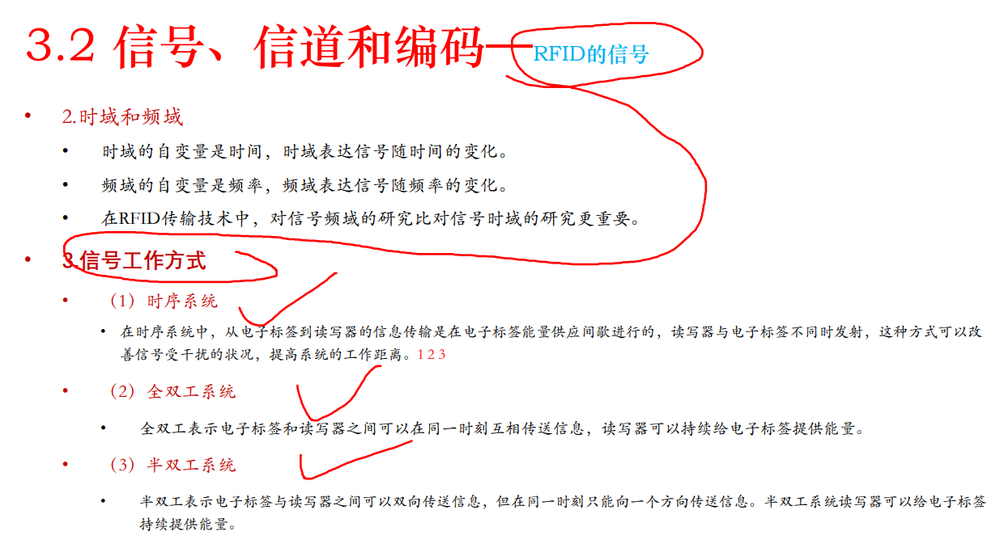 3.2 信号、信道和编码—RFID的信号
• 2.时域和频域
• 时域的自变量是时间，时域表达信号随时间的变化。
• 频域的自变量是频率，频域表达信号随频率的变化。
• 在RFID传输技术中，对信号频域的研究比对信号时域的研究更重要。
• 3.信号工作方式
• （1）时序系统
• 在时序系统中，从电子标签到读写器的信息传输是在电子标签能量供应间歇进行的，读写器与电子标签不同时发射，这种方式可以改
善信号受干扰的状况，提高系统的工作距离。1 2 3
• （2）全双工系统
• 全双工表示电子标签和读写器之间可以在同一时刻互相传送信息，读写器可以持续给电子标签提供能量。
• （3）半双工系统
• 半双工表示电子标签与读写器之间可以双向传送信息，但在同一时刻只能向一个方向传送信息。半双工系统读写器可以给电子标签
持续提供能量。